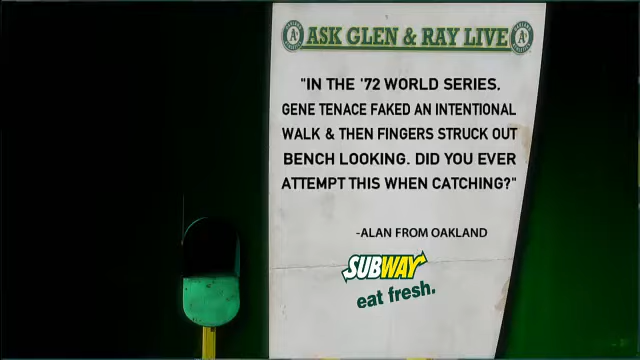 ASK GLEN & RAY LIVE
"IN THE '72 WORLD SERIES,
GENE TENACE FAKED AN INTENTIONAL
WALK & THEN FINGERS STRUCK OUT
BENCH LOOKING. DID YOU EVER
ATTEMPT THIS WHEN CATCHING?"
-ALAN FROM OAKLAND
SUBWAY
eat fresh.